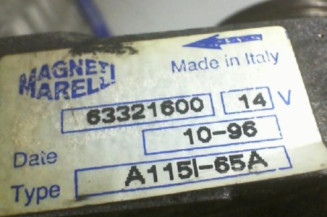 MAGNETI
MARELLI
Made in Italy
63321600 14 V
Date 10-96
Type A115I-65A